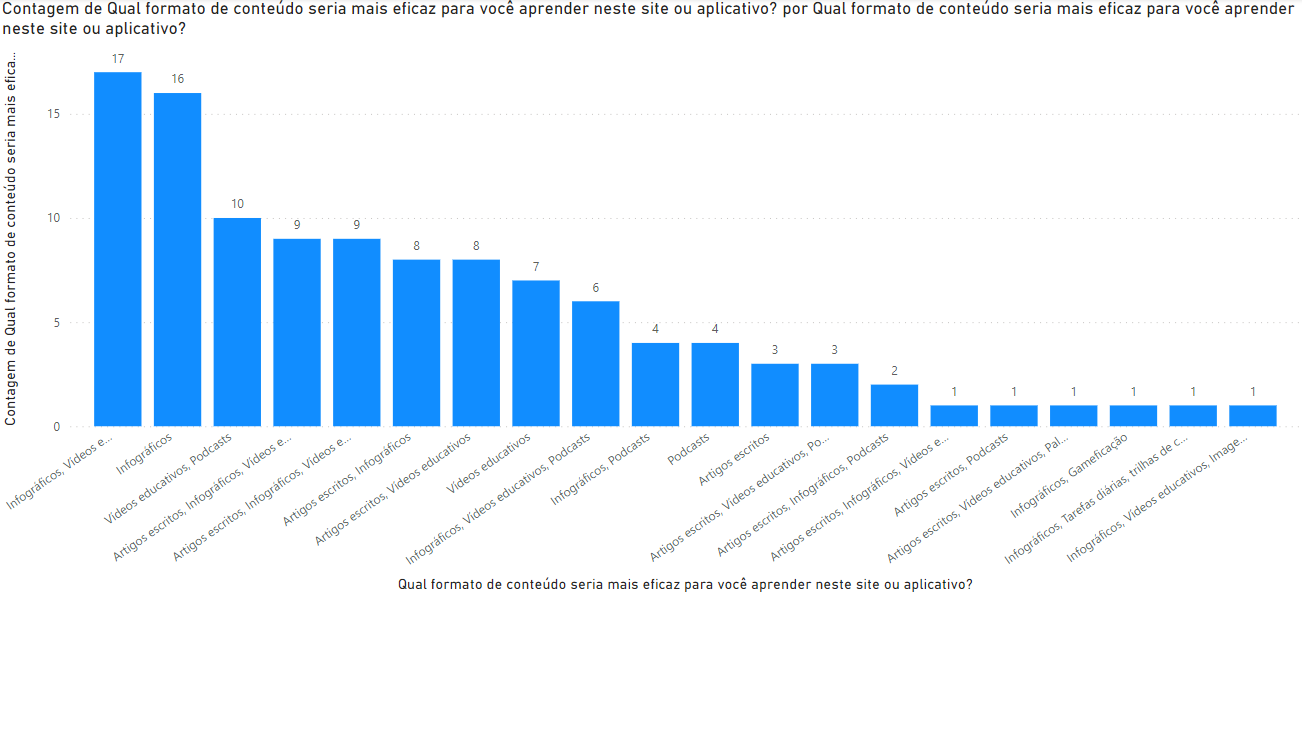 Contagem de Qual formato de conteúdo seria mais eficaz para você aprender neste site ou aplicativo? por Qual formato de conteúdo seria mais eficaz para você aprender
neste site ou aplicativo?
Contagem de Qual formato de conteúdo seria mais efica...
15
10
5
0
17
16
10
9
9
8
8
7
6
4
4
3
3
2
1
1
1
1
1
1
Infográficos, Vídeos e...
Infográficos
Vídeos educativos, Podcasts
Artigos escritos, Infográficos, Vídeos e...
Artigos escritos, Infográficos, Vídeos e...
Artigos escritos, Infográficos
Artigos escritos, Vídeos educativos
Vídeos educativos
Infográficos, Vídeos educativos, Podcasts
Infográficos, Podcasts
Podcasts
Artigos escritos
Artigos escritos, Vídeos educativos, Po...
Artigos escritos, Infográficos, Podcasts
Artigos escritos, Infográficos, Vídeos e...
Artigos escritos, Podcasts
Artigos escritos, Vídeos educativos, Pal...
Infográficos, Gameficação
Infográficos, Tarefas diárias, trilhas de c...
Infográficos, Vídeos educativos, Image...
Qual formato de conteúdo seria mais eficaz para você aprender neste site ou aplicativo?